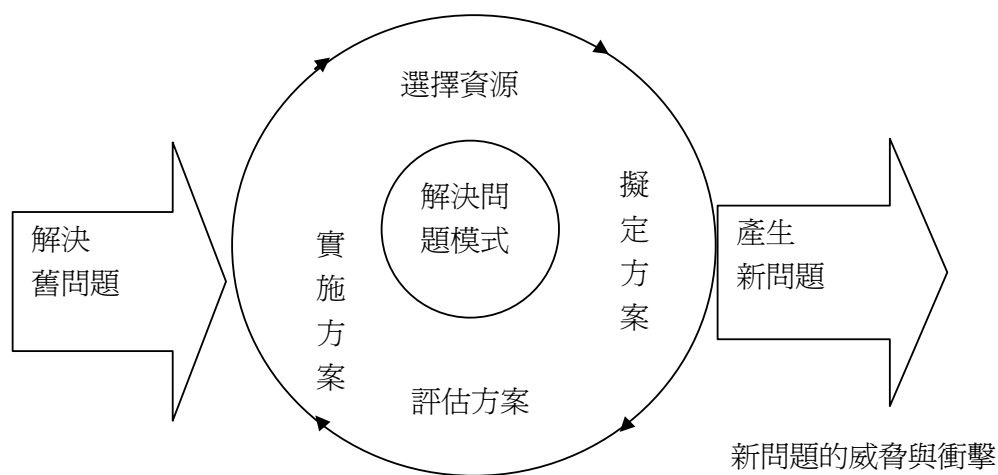 選擇資源
解決
舊問題
實施方案
解決問
題模式
擬定方案
產生
新問題
評估方案
新問題的威脅與衝擊